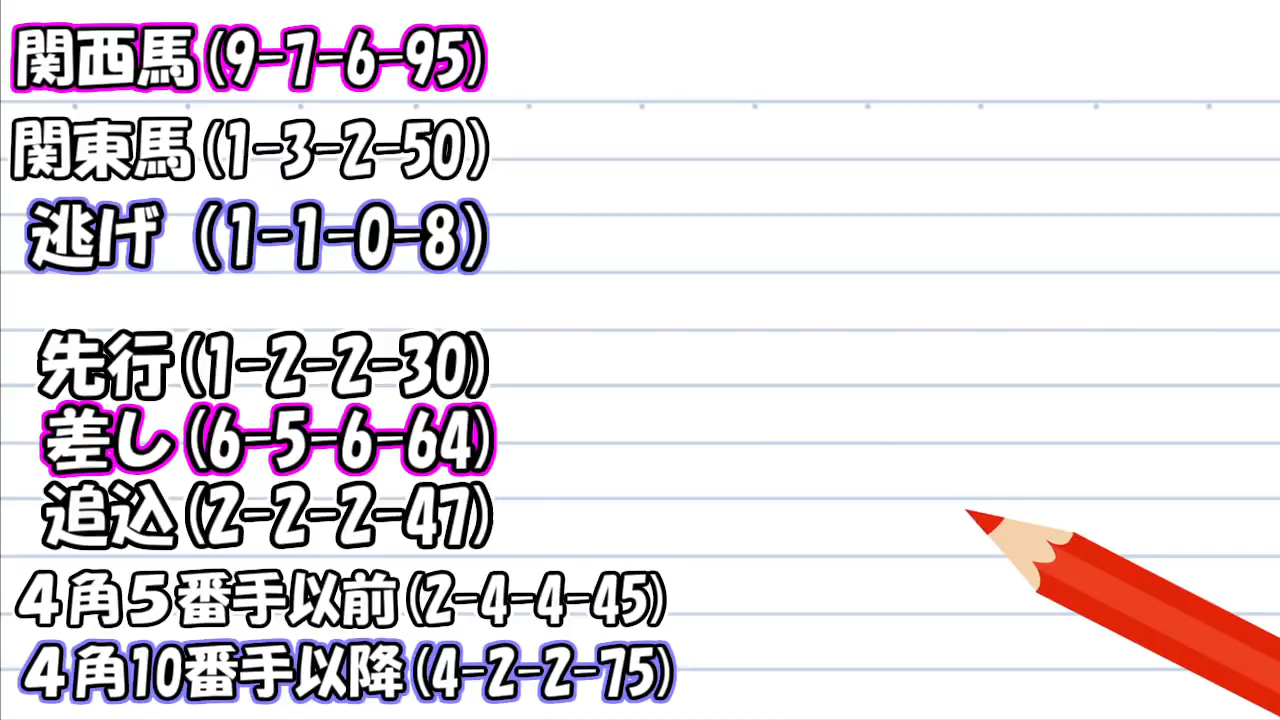 関西馬(9-7-6-95)
関東馬(1-3-2-50)
逃げ(1-1-0-8)
先行(1-2-2-30)
差し(6-5-6-64)
追込(2-2-2-47)
４角５番手以前(2-4-4-45)
４角10番手以降(4-2-2-75)